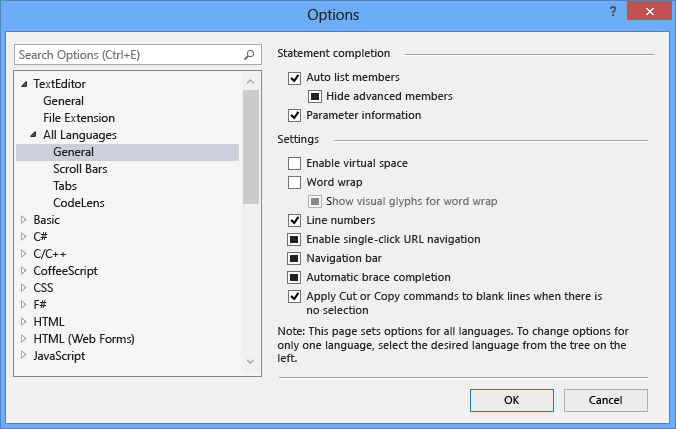 Options
?
Search Options (Ctrl+E)
TextEditor
General
File Extension
All Languages
General
Scroll Bars
Tabs
CodeLens
Basic
C#
C/C++
CoffeeScript
CSS
F#
HTML
HTML (Web Forms)
JavaScript
Statement completion
Auto list members
Hide advanced members
Parameter information
Settings
Enable virtual space
Word wrap
Show visual glyphs for word wrap
Line numbers
Enable single-click URL navigation
Navigation bar
Automatic brace completion
Apply Cut or Copy commands to blank lines when there is
no selection
Note: This page sets options for all languages. To change options for
only one language, select the desired language from the tree on the
left.
OK
Cancel